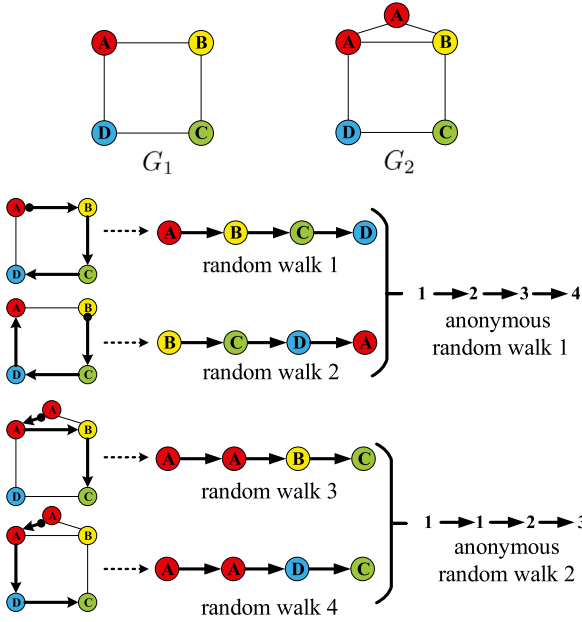 A
A B
A B
D C
D C
G1
G2
A B
D C
A B C D
random walk 1
A B
D C
B C D A
random walk 2
1 2 3 4
anonymous
random walk 1
A
A B
D C
A A B C
random walk 3
A
A B
D C
A A D C
random walk 4
1 1 2 3
anonymous
random walk 2